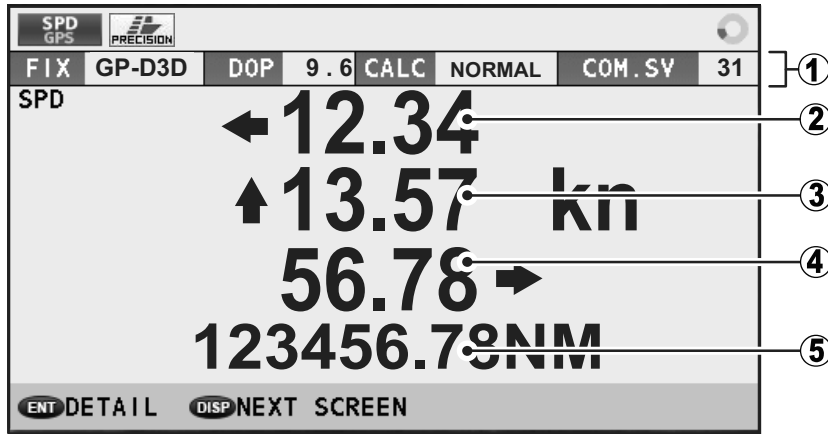 SPD GPS PRECISION
FIX GP-D3D DOP 9.6 CALC NORMAL COM.SV 31 1
SPD
12.34 2
13.57 kn 3
56.78 4
123456.78NM 5
ENT DETAIL DISP NEXT SCREEN